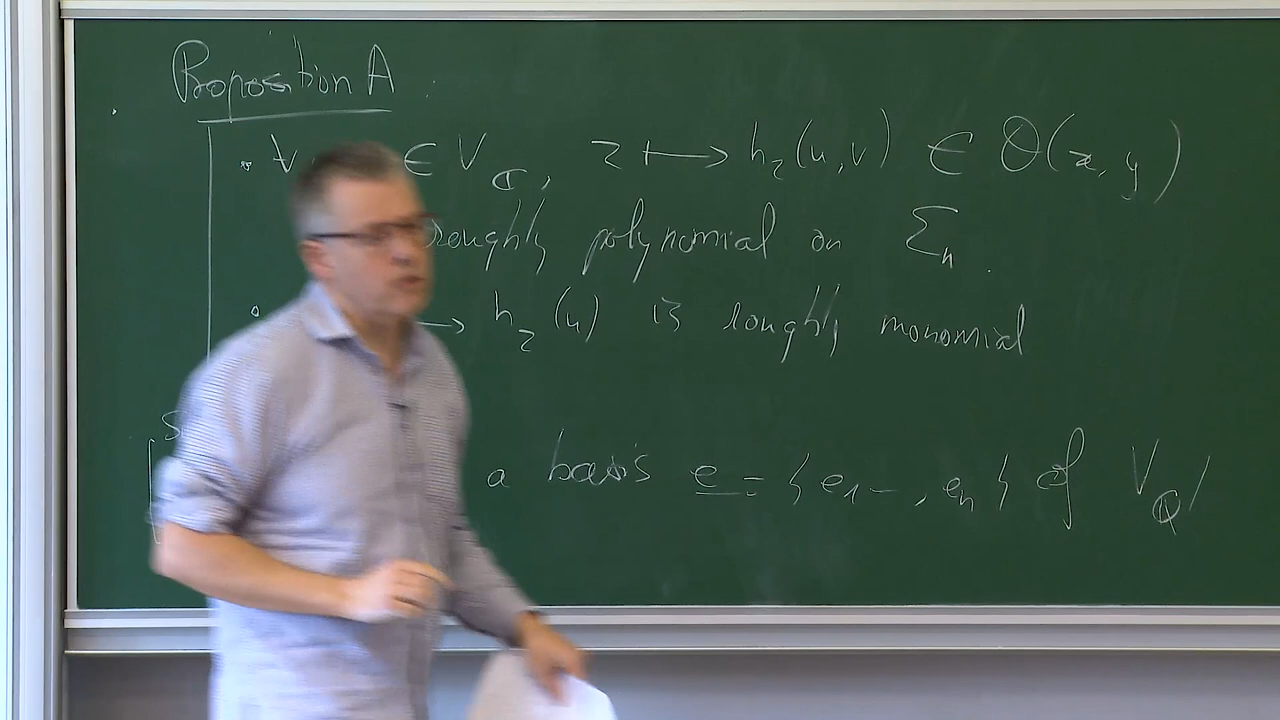 Proposition A
• ∀ ∈ V_ℂ, z ↦ h_z(u,v) ∈ O(x,y)
roughly polynomial on Σ_n.
→ h_z(u) is roughly monomial
a basis e = {e_1 –, e_n} of V_Q /